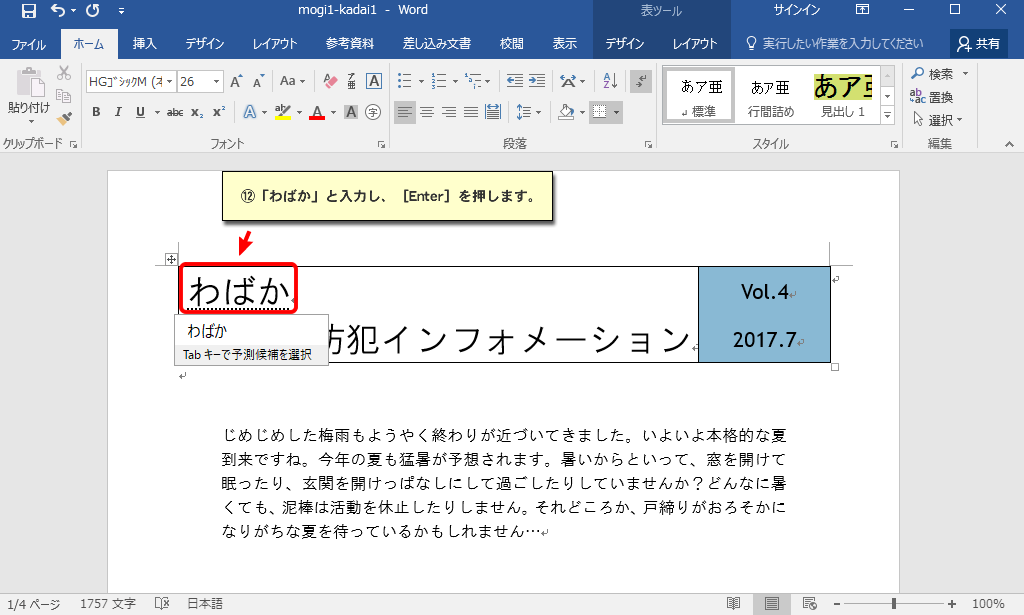 mogi1-kadai1 - Word
表ツール
サインイン
ファイル ホーム 挿入 デザイン レイアウト 参考資料 差し込み文書 校閲 表示 デザイン レイアウト 実行したい作業を入力してください 共有
貼り付け
クリップボード
HGｺﾞｼｯｸM (ｵ 26 Aa
B I U abc x₂ x²
フォント
段落
あア亜 標準
あア亜 行間詰め
あア亜 見出し 1
スタイル
検索
置換
選択
編集
⑫「わばか」と入力し、［Enter］を押します。
わばか
Vol.4
わばか
Tab キーで予測候補を選択
防犯インフォメーション
2017.7
じめじめした梅雨もようやく終わりが近づいてきました。いよいよ本格的な夏
到来ですね。今年の夏も猛暑が予想されます。暑いからといって、窓を開けて
眠ったり、玄関を開けっぱなしにして過ごしたりしていませんか？どんなに暑
くても、泥棒は活動を休止したりしません。それどころか、戸締りがおろそかに
なりがちな夏を待っているかもしれません…
1/4 ページ 1757 文字 日本語 100%